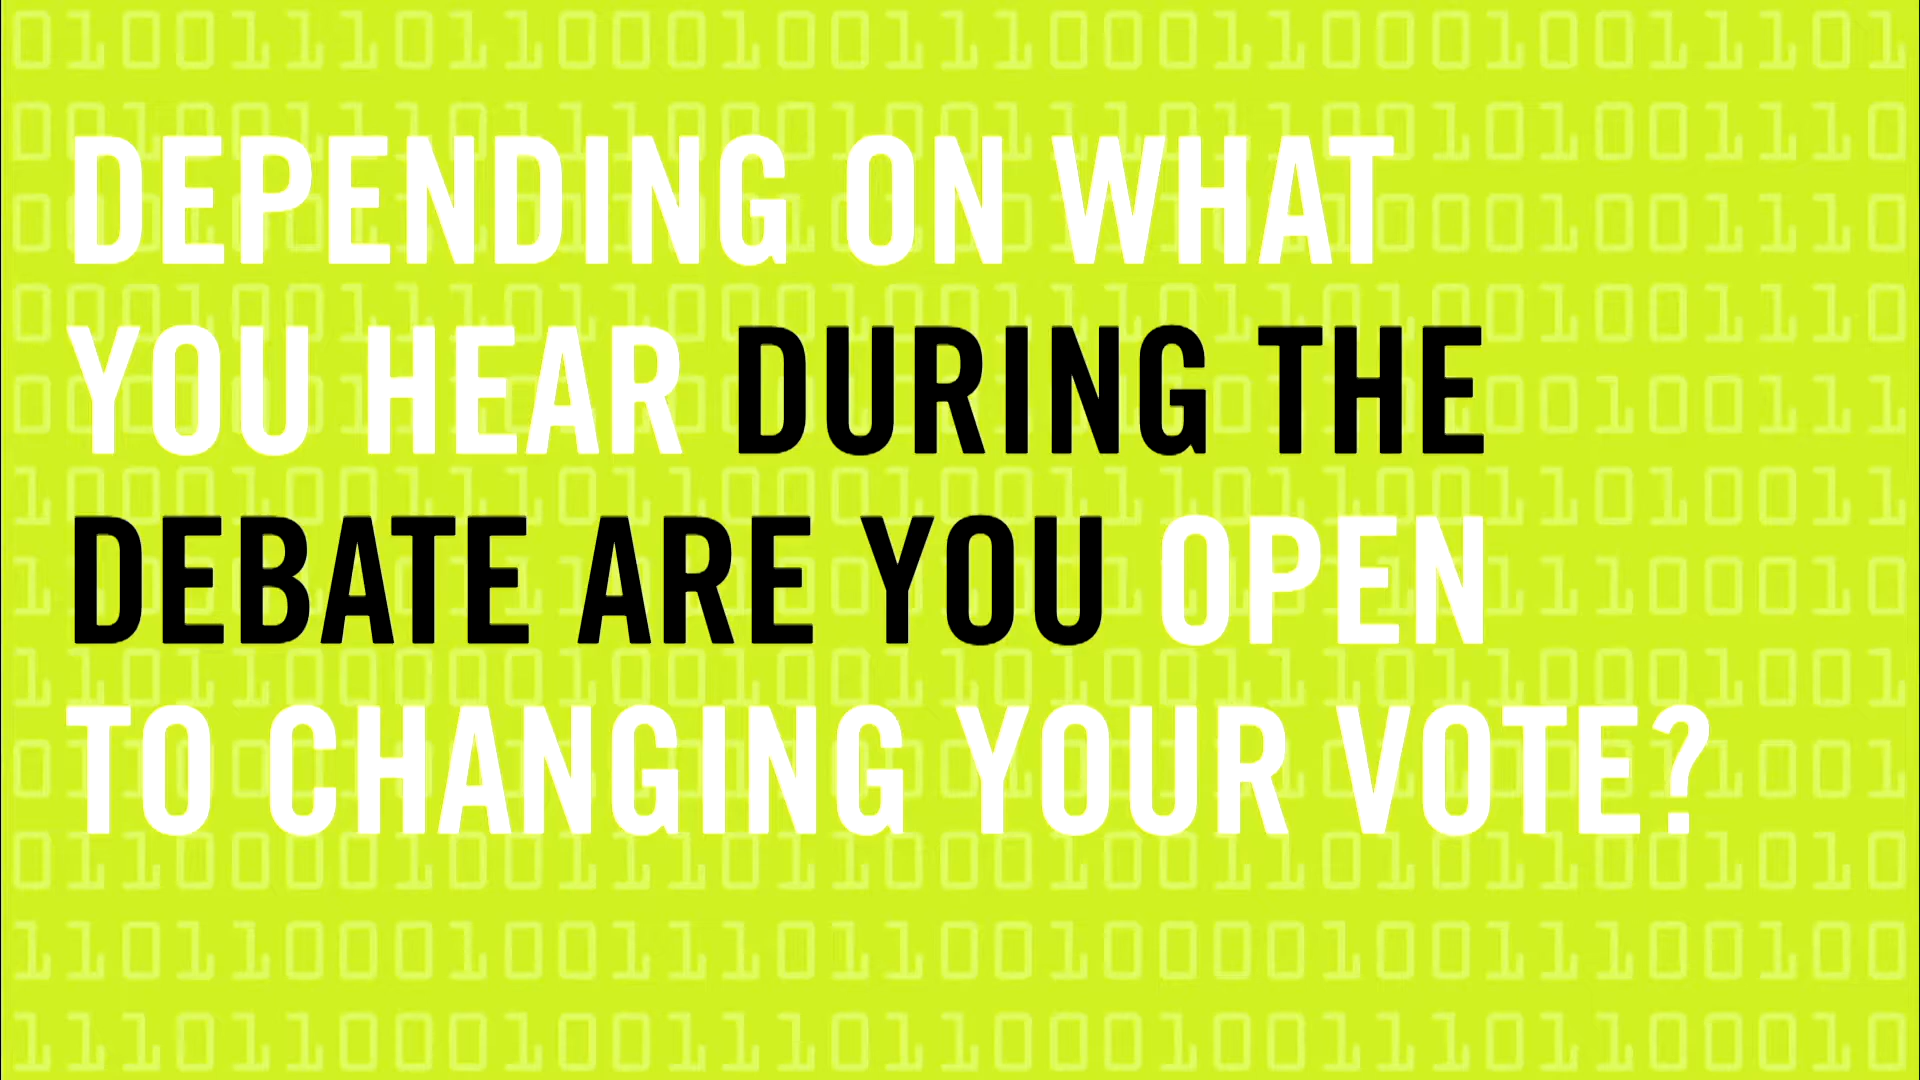 DEPENDING ON WHAT
YOU HEAR DURING THE
DEBATE ARE YOU OPEN
TO CHANGING YOUR VOTE?